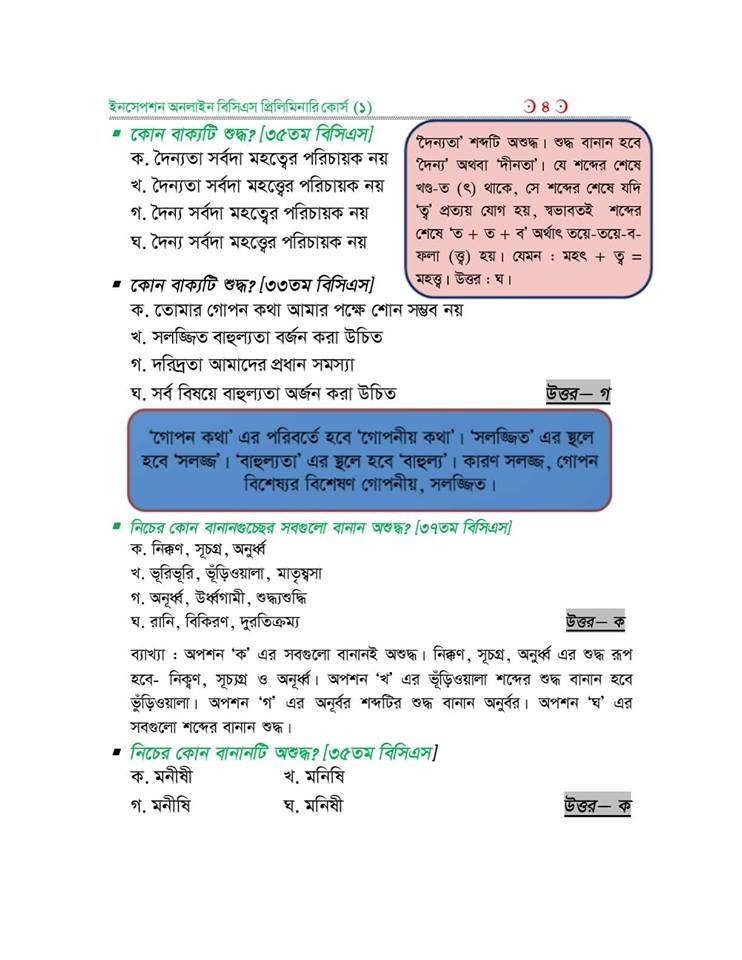 ইনসেপশন অনলাইন বিসিএস প্রিলিমিনারি কোর্স (১)
৪
▪ কোন বাক্যটি শুদ্ধ? [৩৫তম বিসিএস]
ক. দৈন্যতা সর্বদা মহত্বের পরিচায়ক নয়
খ. দৈন্যতা সর্বদা মহত্ত্বের পরিচায়ক নয়
গ. দৈন্য সর্বদা মহত্বের পরিচায়ক নয়
ঘ. দৈন্য সর্বদা মহত্ত্বের পরিচায়ক নয়
'দৈন্যতা' শব্দটি অশুদ্ধ। শুদ্ধ বানান হবে
'দৈন্য' অথবা 'দীনতা'। যে শব্দের শেষে
খণ্ড-ত (ৎ) থাকে, সে শব্দের শেষে যদি
'ত্ব' প্রত্যয় যোগ হয়, স্বভাবতই শব্দের
শেষে 'ত + ত + ব' অর্থাৎ তয়ে-তয়ে-ব-
ফলা (ত্ত্ব) হয়। যেমন : মহৎ + ত্ব =
মহত্ত্ব। উত্তর : ঘ।
▪ কোন বাক্যটি শুদ্ধ? [৩৩তম বিসিএস]
ক. তোমার গোপন কথা আমার পক্ষে শোন সম্ভব নয়
খ. সলজ্জিত বাহুল্যতা বর্জন করা উচিত
গ. দরিদ্রতা আমাদের প্রধান সমস্যা
ঘ. সর্ব বিষয়ে বাহুল্যতা অর্জন করা উচিত
উত্তর– গ
'গোপন কথা' এর পরিবর্তে হবে 'গোপনীয় কথা'। 'সলজ্জিত' এর স্থলে
হবে 'সলজ্জ'। 'বাহুল্যতা' এর স্থলে হবে 'বাহুল্য'। কারণ সলজ্জ, গোপন
বিশেষ্যর বিশেষণ গোপনীয়, সলজ্জিত।
▪ নিচের কোন বানানগুচ্ছের সবগুলো বানান অশুদ্ধ? [৩৭তম বিসিএস]
ক. নিক্কণ, সূচগ্র, অনুর্ধ্ব
খ. ভূরিভূরি, ভূঁড়িওয়ালা, মাতৃষ্বসা
গ. অনূর্ধ্ব, উর্ধ্বগামী, শুদ্ধ্যশুদ্ধি
ঘ. রানি, বিকিরণ, দুরতিক্রম্য
উত্তর– ক
ব্যাখ্যা : অপশন 'ক' এর সবগুলো বানানই অশুদ্ধ। নিক্কণ, সূচগ্র, অনুর্ধ্ব এর শুদ্ধ রূপ
হবে- নিক্বণ, সূচ্যগ্র ও অনূর্ধ্ব। অপশন 'খ' এর ভূঁড়িওয়ালা শব্দের শুদ্ধ বানান হবে
ভুঁড়িওয়ালা। অপশন 'গ' এর অনূর্বর শব্দটির শুদ্ধ বানান অনুর্বর। অপশন 'ঘ' এর
সবগুলো শব্দের বানান শুদ্ধ।
▪ নিচের কোন বানানটি অশুদ্ধ? [৩৫তম বিসিএস]
ক. মনীষী
খ. মনিষি
গ. মনীষি
ঘ. মনিষী
উত্তর– ক